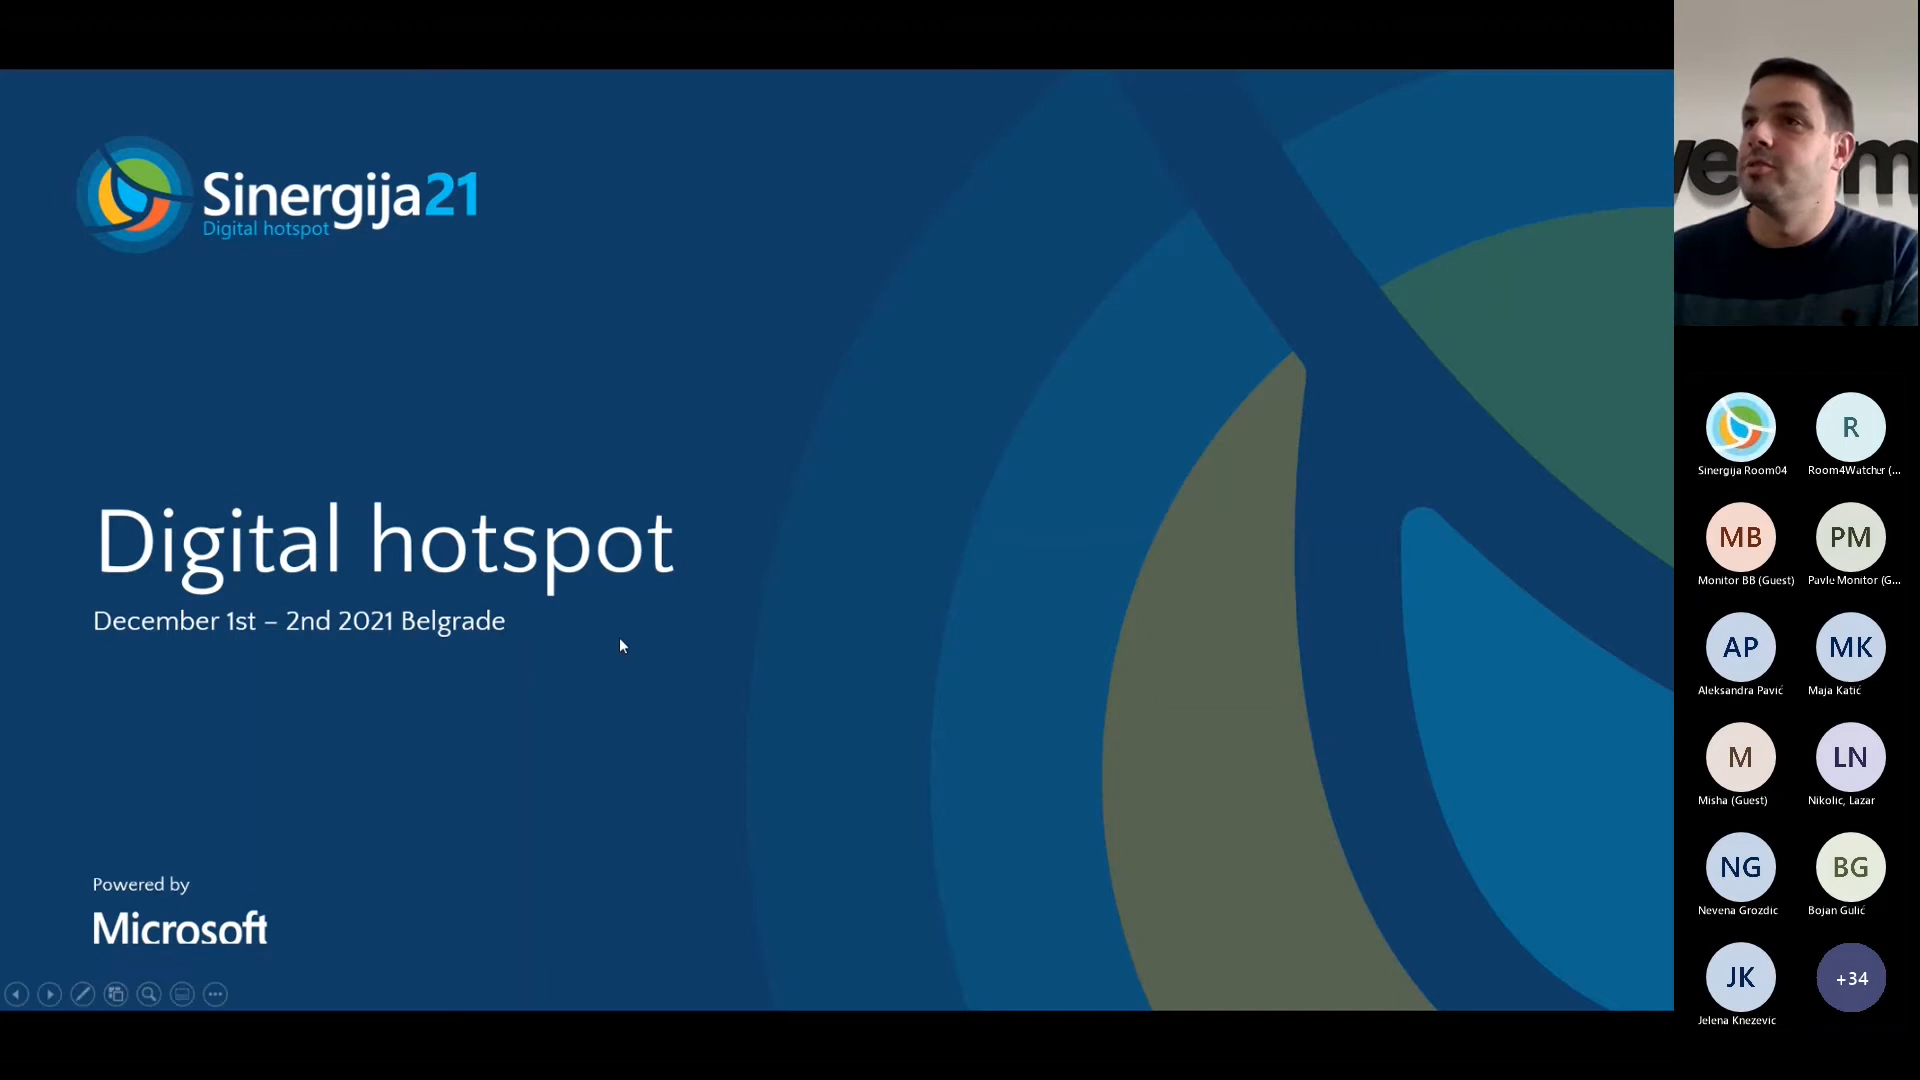 Sinergija21
Digital hotspot
Digital hotspot
December 1st – 2nd 2021 Belgrade
Powered by
Microsoft
R
Sinergija Room04
Room4Watcher (...
MB
PM
Monitor BB (Guest)
Pavle Monitor (G...
AP
MK
Aleksandra Pavić
Maja Katić
M
LN
Misha (Guest)
Nikolic, Lazar
NG
BG
Nevena Grozdic
Bojan Gulić
JK
+34
Jelena Knezevic